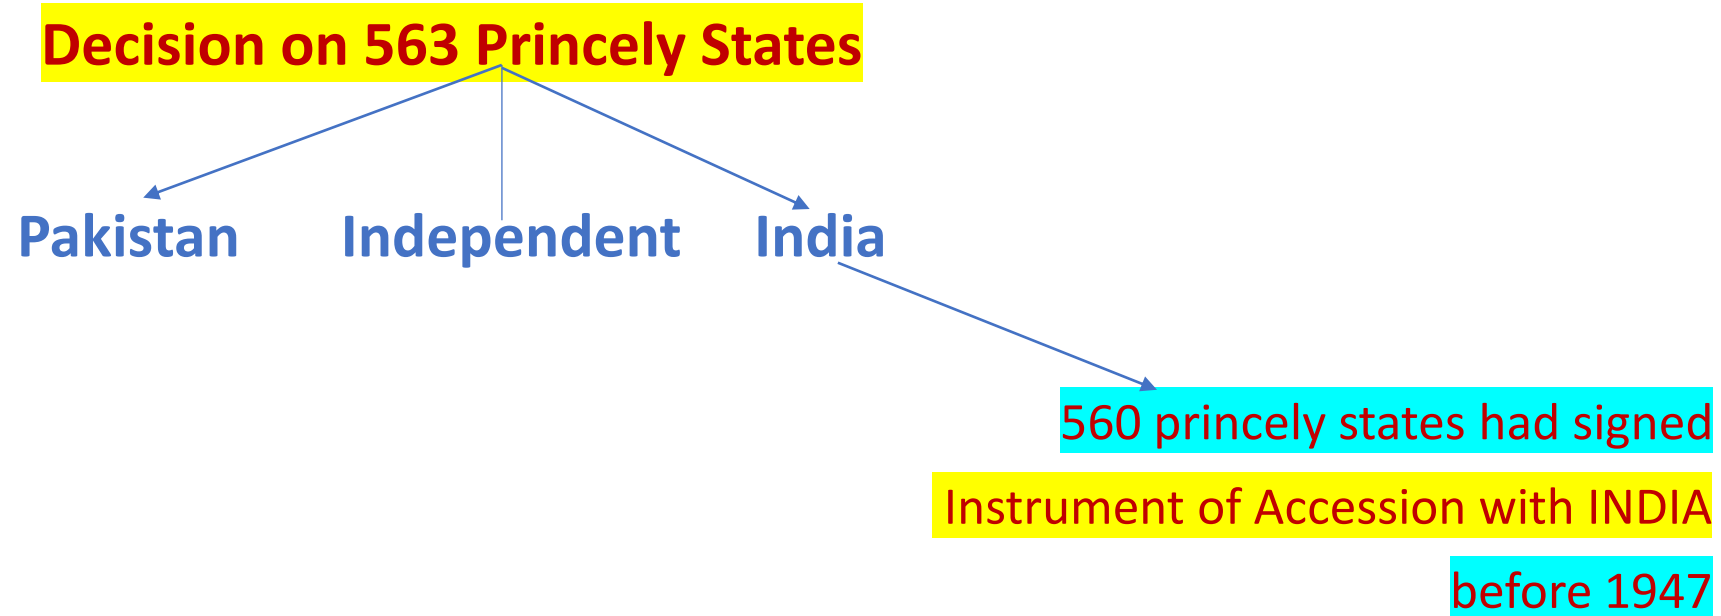 Decision on 563 Princely States
Pakistan Independent India
560 princely states had signed
Instrument of Accession with INDIA
before 1947